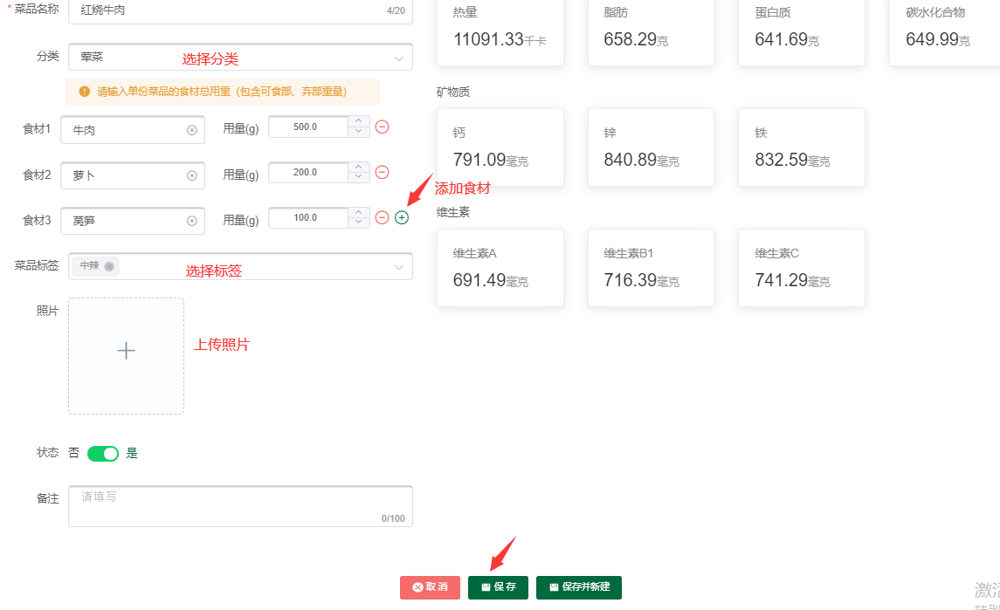 *菜品名称 红烧牛肉 4/20
分类 荤菜 选择分类
请输入单份菜品的食材总用重（包含可食部、弃部重量）
食材1 牛肉 用量(g) 500.0
食材2 萝卜 用量(g) 200.0
添加食材
食材3 莴笋 用量(g) 100.0
菜品标签 中辣 选择标签
照片 上传照片
状态 否 是
备注 请填写
0/100
热量 脂肪 蛋白质 碳水化合物
11091.33千卡 658.29克 641.69克 649.99克
矿物质
钙 锌 铁
791.09毫克 840.89毫克 832.59毫克
维生素
维生素A 维生素B1 维生素C
691.49毫克 716.39毫克 741.29毫克
取消 保存 保存并新建
激活